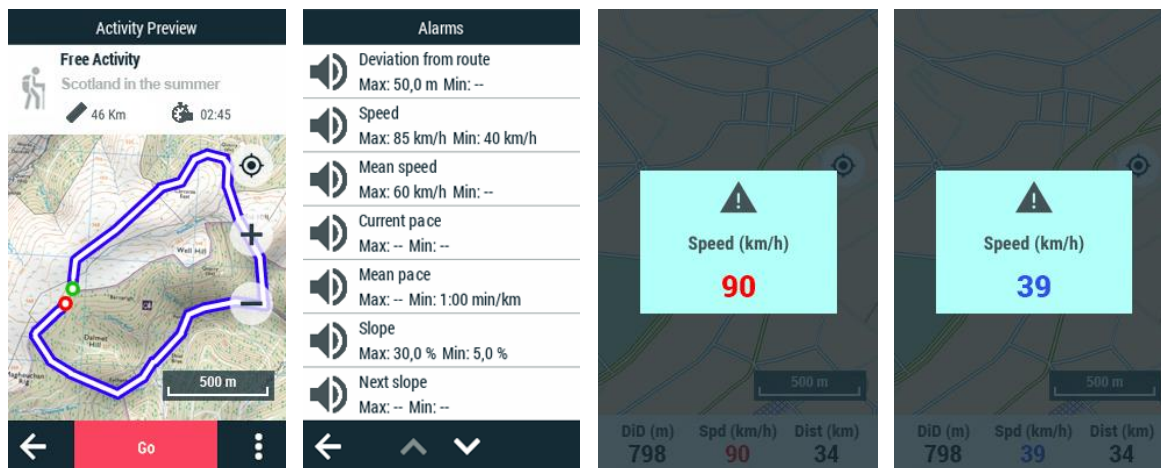 Activity Preview
Free Activity
Scotland in the summer
46 Km 02:45
Well Hill
Dalmet Hill
500 m
Go
Alarms
Deviation from route
Max: 50,0 m Min: --
Speed
Max: 85 km/h Min: 40 km/h
Mean speed
Max: 60 km/h Min: --
Current pace
Max: -- Min: --
Mean pace
Max: -- Min: 1:00 min/km
Slope
Max: 30,0 % Min: 5,0 %
Next slope
Max: -- Min: --
Speed (km/h)
90
500 m
DiD (m) Spd (km/h) Dist (km)
798 90 34
Speed (km/h)
39
500 m
DiD (m) Spd (km/h) Dist (km)
798 39 34